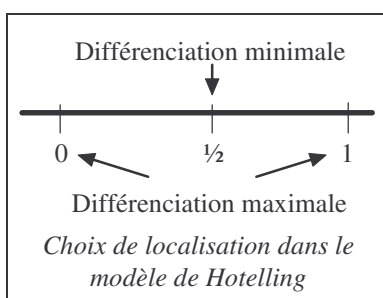 Différenciation minimale
0 ½ 1
Différenciation maximale
Choix de localisation dans le
modèle de Hotelling